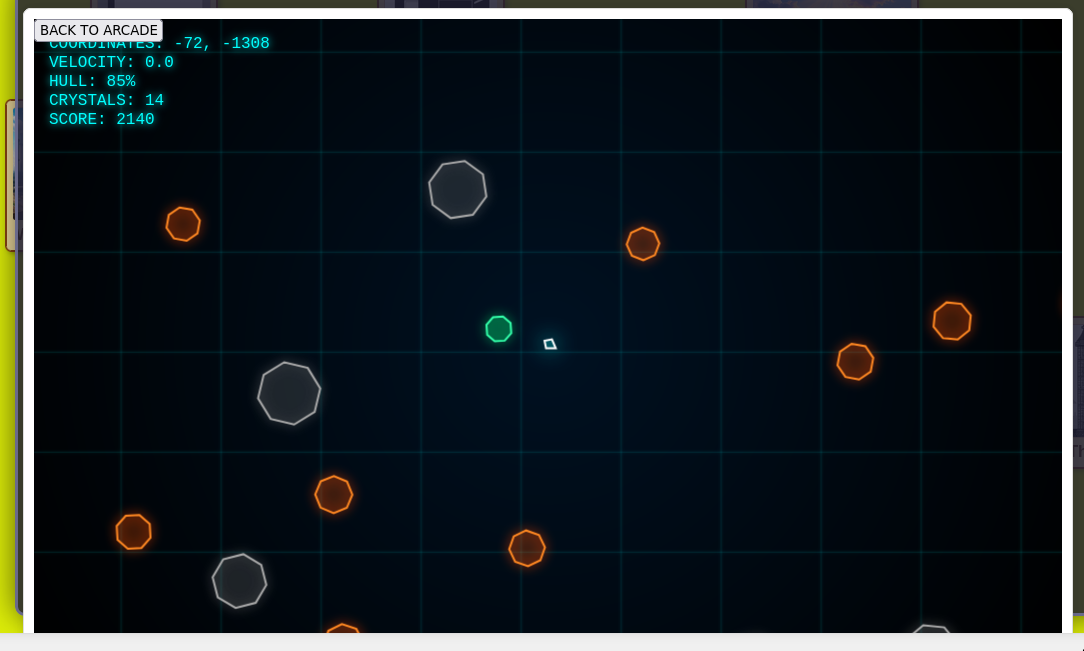 BACK TO ARCADE
COORDINATES: -72, -1308
VELOCITY: 0.0
HULL: 85%
CRYSTALS: 14
SCORE: 2140